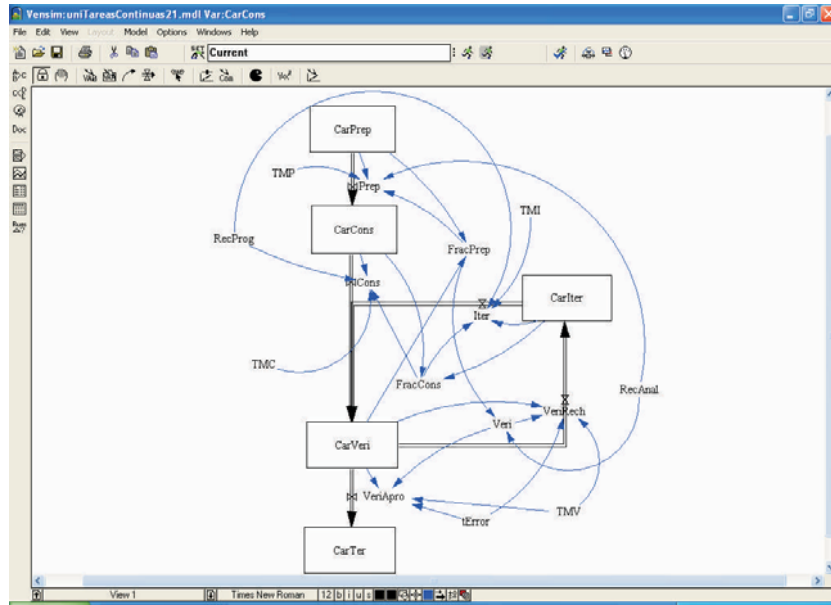 Vensim:uniTareasContinuas21.mdl Var:CarCons
File Edit View Layout Model Options Windows Help
SET Current
CarPrep
TMP
Prep
CarCons
TMI
RecProg
FracPrep
Cons
CarIter
Iter
TMC
FracCons
RecAnal
VeriRech
Veri
CarVeri
VeriApro
TMV
tError
CarTer
View 1 Times New Roman 12 b i u s